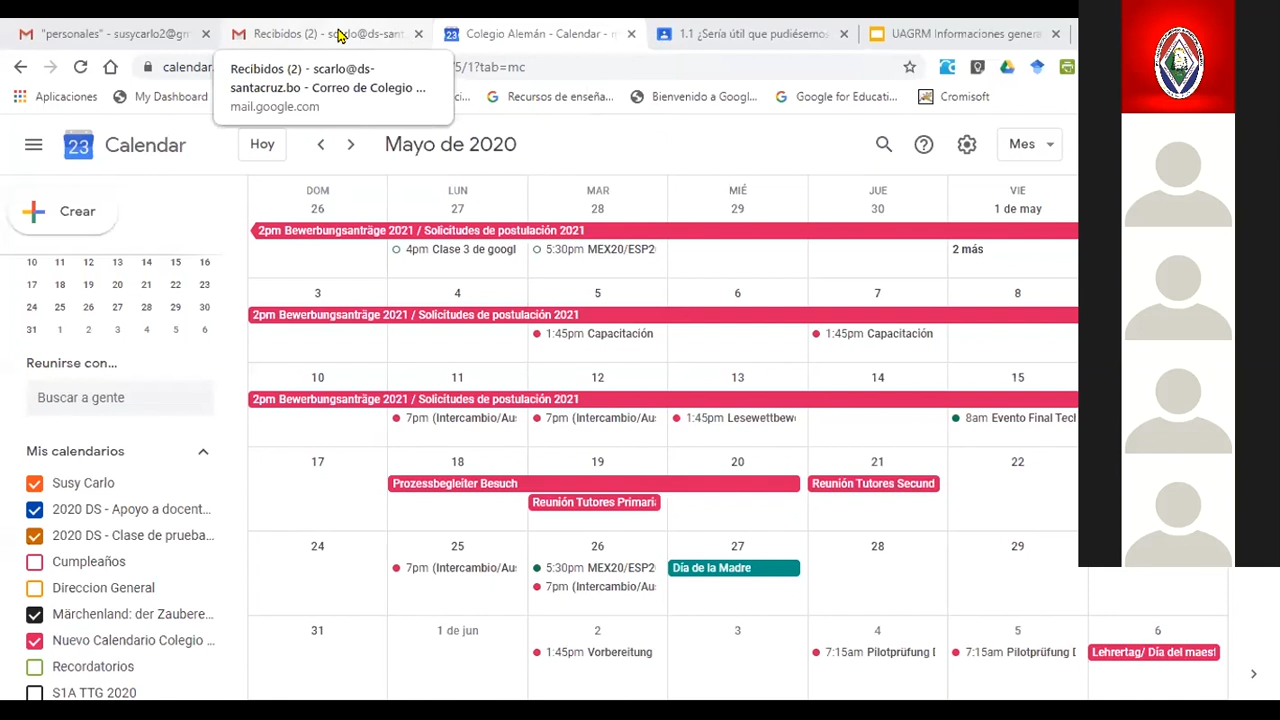 "personales" - susycarlo2@gm
Recibidos (2) - scarlo@ds-sant
Colegio Alemán - Calendar - m
1.1 ¿Sería útil que pudiésemos
UAGRM Informaciones genera
calendar. 5/1?tab=mc
Recibidos (2) - scarlo@ds-
santacruz.bo - Correo de Colegio ...
mail.google.com
Aplicaciones
My Dashboard
ci...
Recursos de enseña...
Bienvenido a Googl...
Google for Educati...
Cromisoft
23
Calendar
Hoy
Mayo de 2020
Mes
Crear
DOM LUN MAR MIÉ JUE VIE
26 27 28 29 30 1 de may
2pm Bewerbungsanträge 2021 / Solicitudes de postulación 2021
4pm Clase 3 de googl
5:30pm MEX20/ESP2
2 más
3 4 5 6 7 8
2pm Bewerbungsanträge 2021 / Solicitudes de postulación 2021
1:45pm Capacitación
1:45pm Capacitación
10 11 12 13 14 15
2pm Bewerbungsanträge 2021 / Solicitudes de postulación 2021
7pm (Intercambio/Au
7pm (Intercambio/Au
1:45pm Lesewettbew
8am Evento Final Tech
17 18 19 20 21 22
Prozessbegleiter Besuch
Reunión Tutores Secund
Reunión Tutores Primari
24 25 26 27 28 29
7pm (Intercambio/Au
5:30pm MEX20/ESP2
Día de la Madre
7pm (Intercambio/Au
31 1 de jun 2 3 4 5 6
1:45pm Vorbereitung
7:15am Pilotprüfung D
7:15am Pilotprüfung D
Lehrertag/ Día del maest
10 11 12 13 14 15 16
17 18 19 20 21 22 23
24 25 26 27 28 29 30
31 1 2 3 4 5 6
Reunirse con...
Buscar a gente
Mis calendarios
Susy Carlo
2020 DS - Apoyo a docent...
2020 DS - Clase de prueba...
Cumpleaños
Direccion General
Märchenland: der Zaubere...
Nuevo Calendario Colegio ...
Recordatorios
S1A TTG 2020